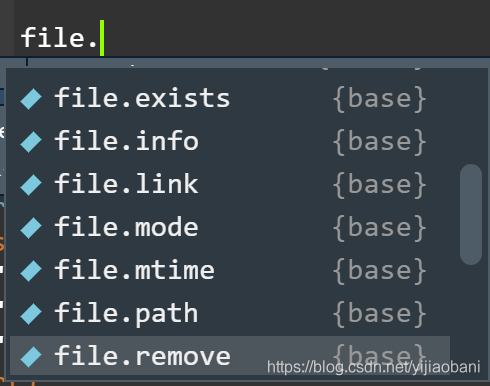 file.
file.exists {base}
file.info {base}
file.link {base}
file.mode {base}
file.mtime {base}
file.path {base}
file.remove {base}
https://blog.csdn.net/yijiaobani